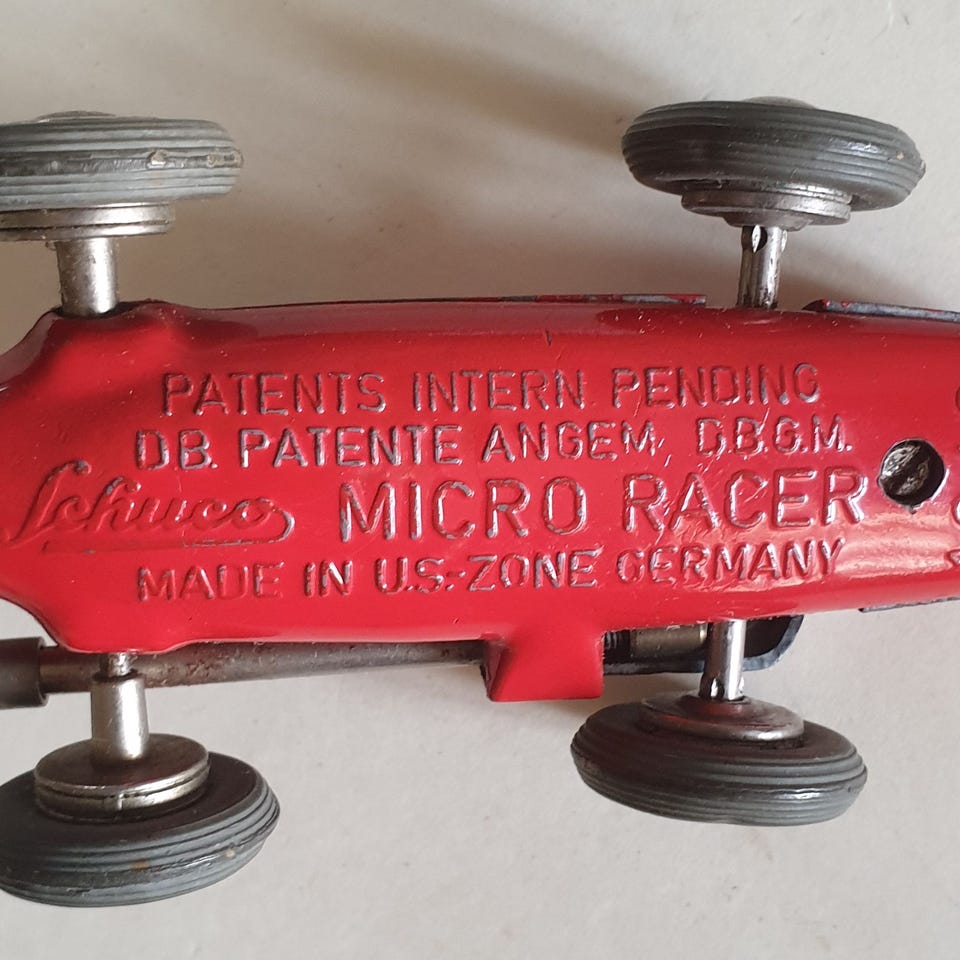 PATENTS INTERN. PENDING
DB. PATENTE ANGEM, D.B.G.M.
Schuco MICRO RACER
MADE IN U.S.-ZONE GERMANY